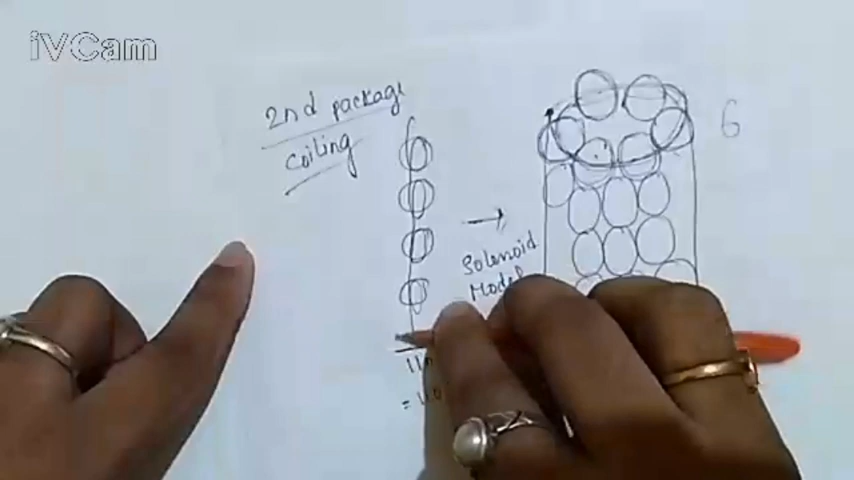 iVCam
2nd package
coiling
6
Solenoid
Model